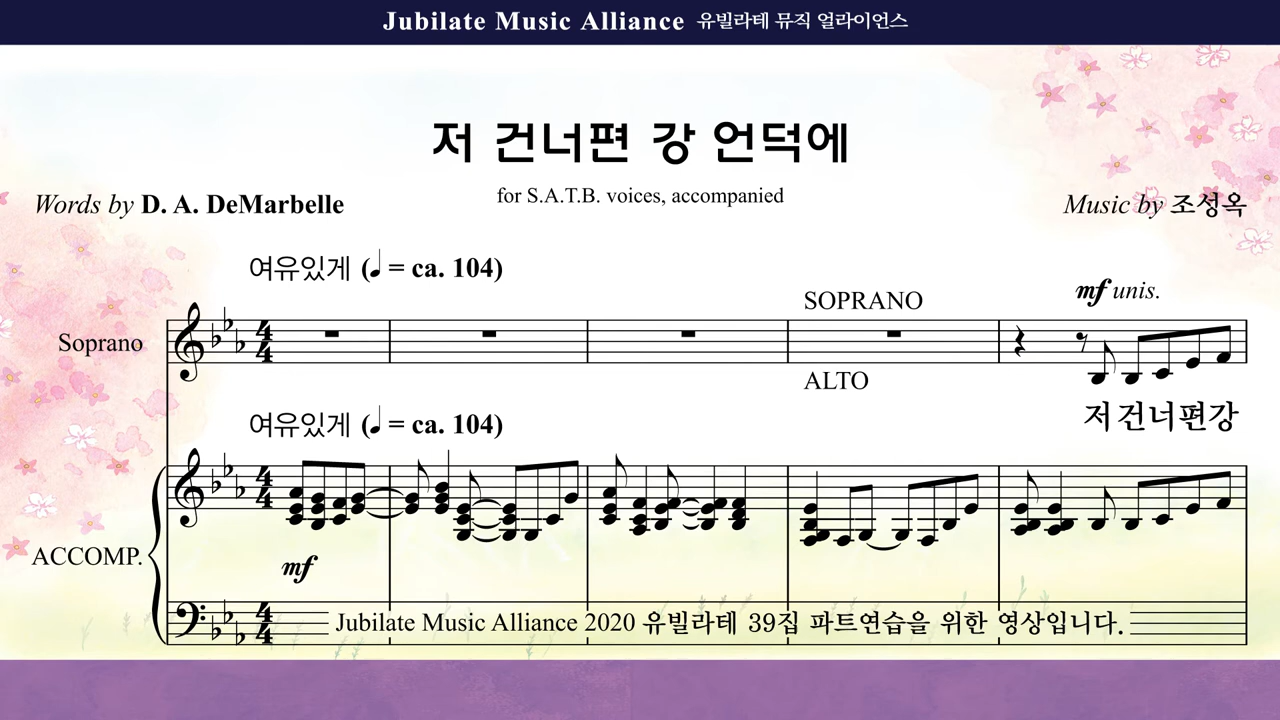 Jubilate Music Alliance 유빌라테 뮤직 얼라이언스
저 건너편 강 언덕에
for S.A.T.B. voices, accompanied
Words by D. A. DeMarbelle
Music by 조성옥
여유있게 (♩ = ca. 104)
SOPRANO
mf unis.
Soprano
ALTO
저 건너편 강
여유있게 (♩ = ca. 104)
ACCOMP.
mf
Jubilate Music Alliance 2020 유빌라테 39집 파트연습을 위한 영상입니다.